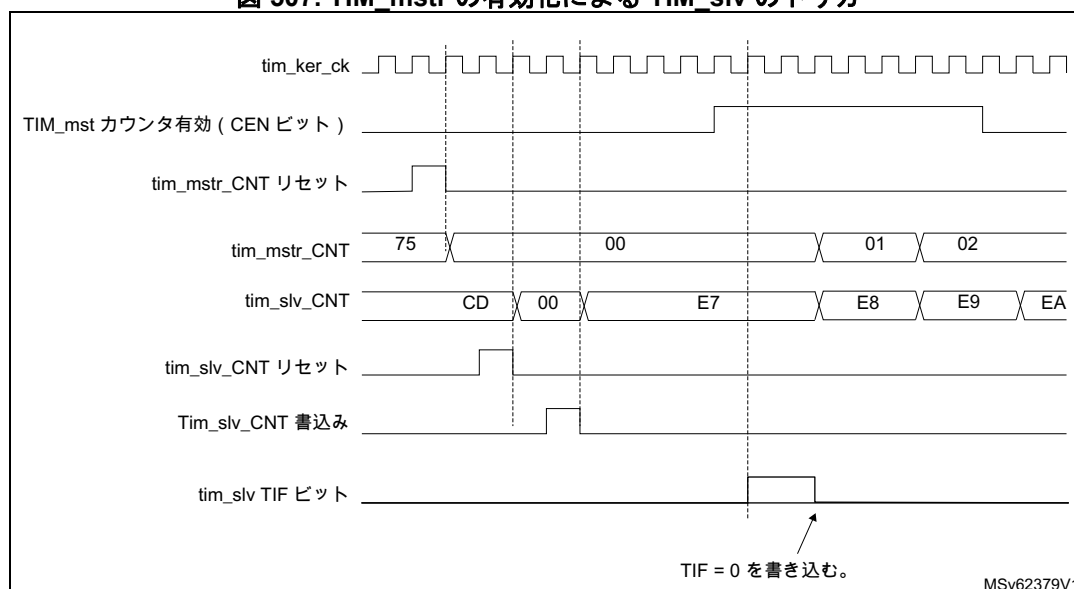 tim_ker_ck
TIM_mst カウンタ有効 ( CEN ビット )
tim_mstr_CNT リセット
tim_mstr_CNT 75 00 01 02
tim_slv_CNT CD 00 E7 E8 E9 EA
tim_slv_CNT リセット
Tim_slv_CNT 書込み
tim_slv TIF ビット
TIF = 0 を書き込む。
MSv62379V1